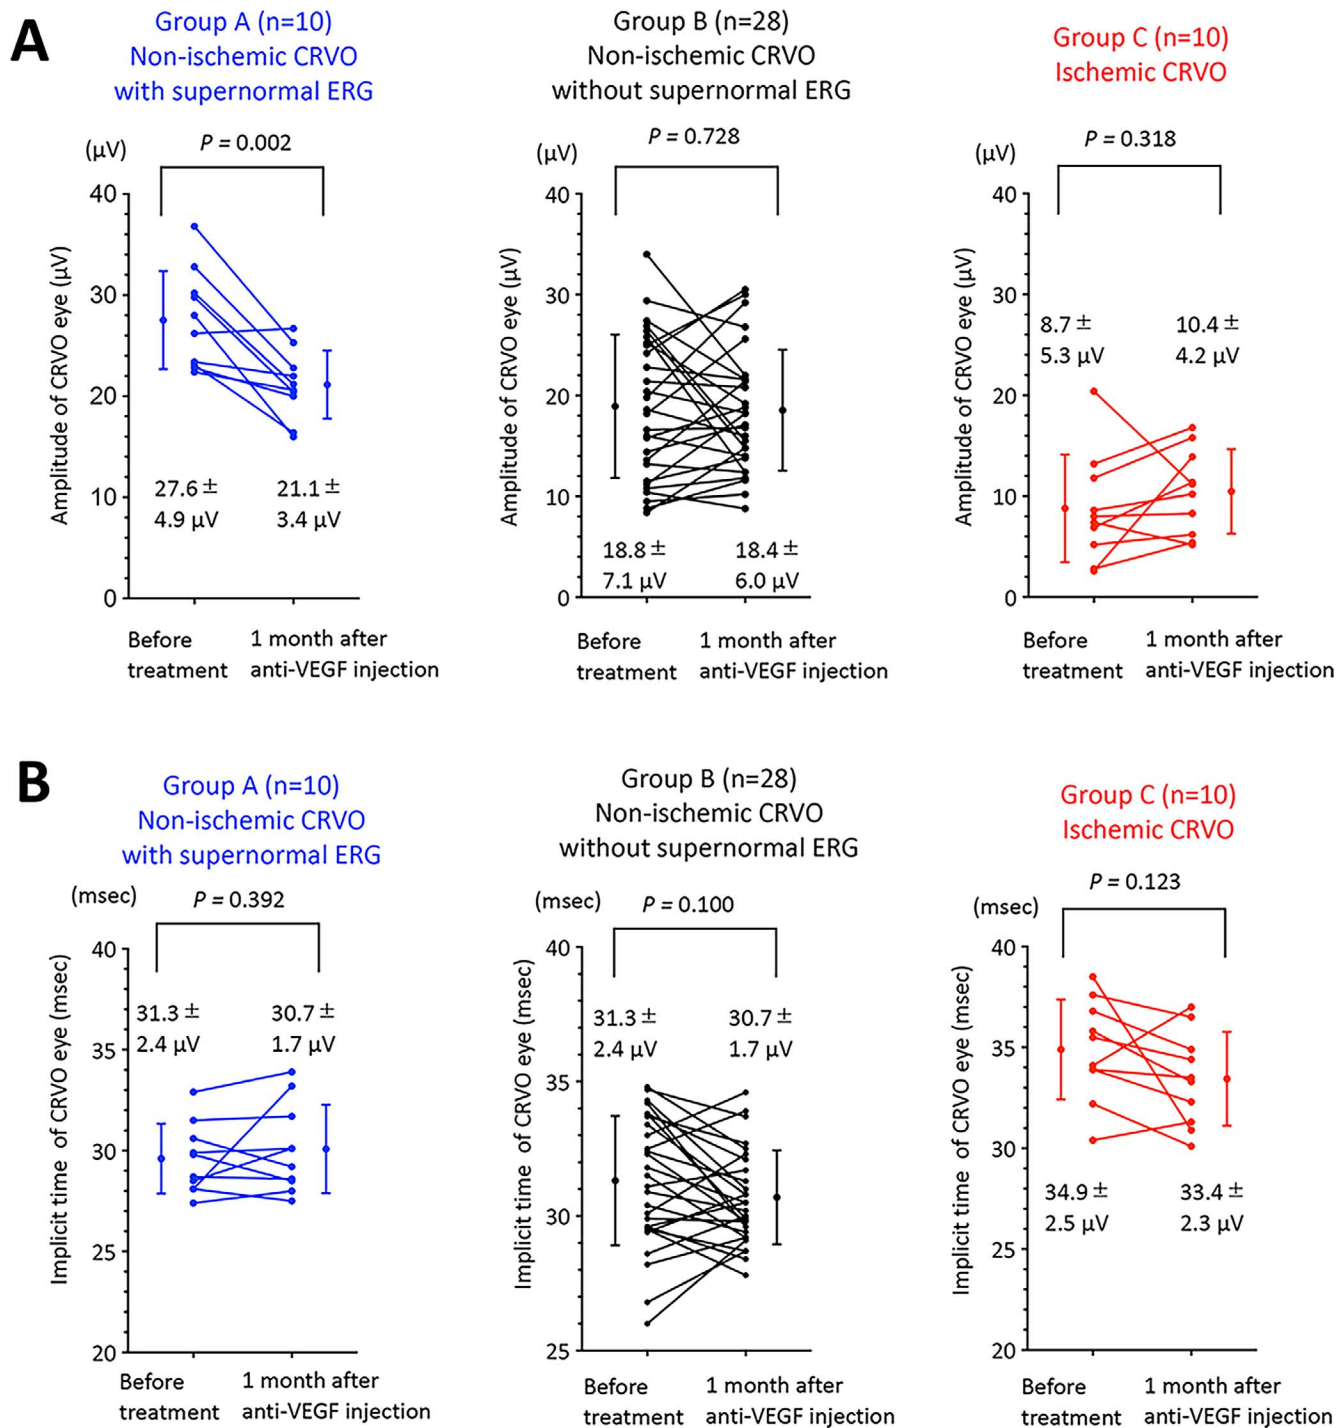 A
Group A (n=10)
Non-ischemic CRVO
with supernormal ERG
(μV)
P = 0.002
40
30
20
10
0
Amplitude of CRVO eye (μV)
27.6 ±
4.9 μV
21.1 ±
3.4 μV
Before
treatment
1 month after
anti-VEGF injection
Group B (n=28)
Non-ischemic CRVO
without supernormal ERG
(μV)
P = 0.728
40
30
20
10
0
Amplitude of CRVO eye (μV)
18.8 ±
7.1 μV
18.4 ±
6.0 μV
Before
treatment
1 month after
anti-VEGF injection
Group C (n=10)
Ischemic CRVO
(μV)
P = 0.318
40
30
20
10
0
Amplitude of CRVO eye (μV)
8.7 ±
5.3 μV
10.4 ±
4.2 μV
Before
treatment
1 month after
anti-VEGF injection
B
Group A (n=10)
Non-ischemic CRVO
with supernormal ERG
(msec)
P = 0.392
40
35
30
25
20
Implicit time of CRVO eye (msec)
31.3 ±
2.4 μV
30.7 ±
1.7 μV
Before
treatment
1 month after
anti-VEGF injection
Group B (n=28)
Non-ischemic CRVO
without supernormal ERG
(msec)
P = 0.100
40
35
30
25
Implicit time of CRVO eye (msec)
31.3 ±
2.4 μV
30.7 ±
1.7 μV
Before
treatment
1 month after
anti-VEGF injection
Group C (n=10)
Ischemic CRVO
(msec)
P = 0.123
40
35
30
25
20
Implicit time of CRVO eye (msec)
34.9 ±
2.5 μV
33.4 ±
2.3 μV
Before
treatment
1 month after
anti-VEGF injection